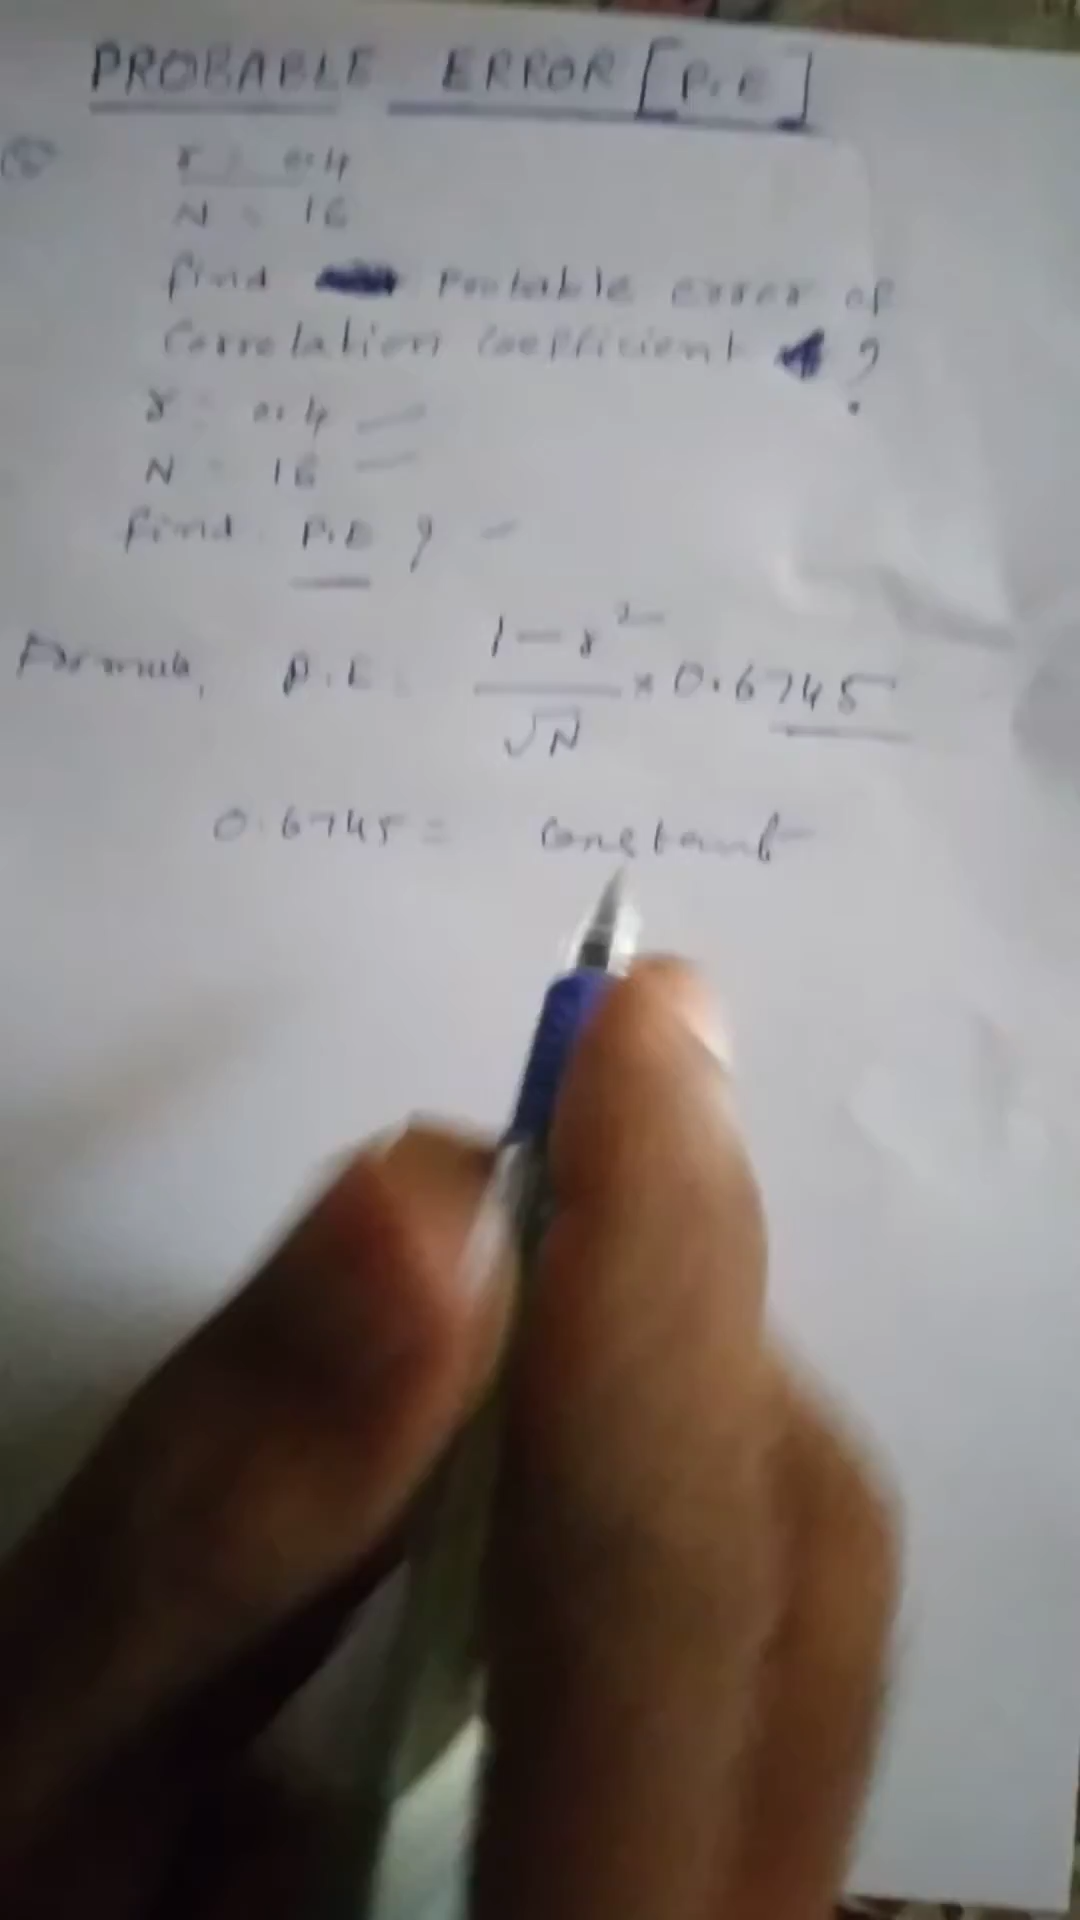 PROBABLE ERROR [P.E]
r = 0.4
N = 16
find Probable error of
Correlation Coefficient ?
r = 0.4
N = 16
find P.E ?
Formula, P.E = 1 - r² / √N × 0.6745
0.6745 = Constant